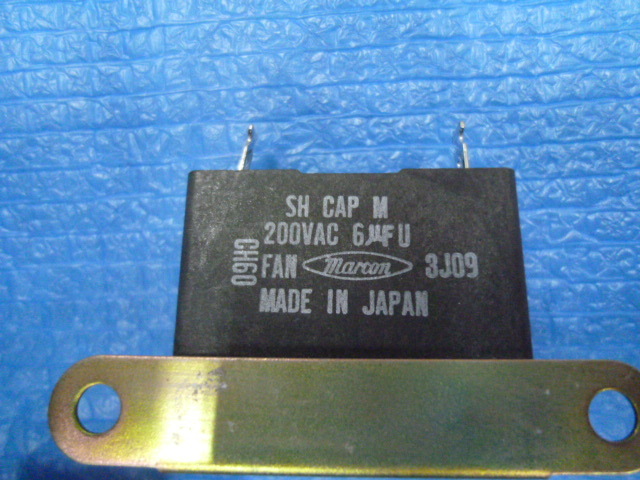 SH CAP M
200VAC 6μFU
CH60
FAN marcon 3J09
MADE IN JAPAN